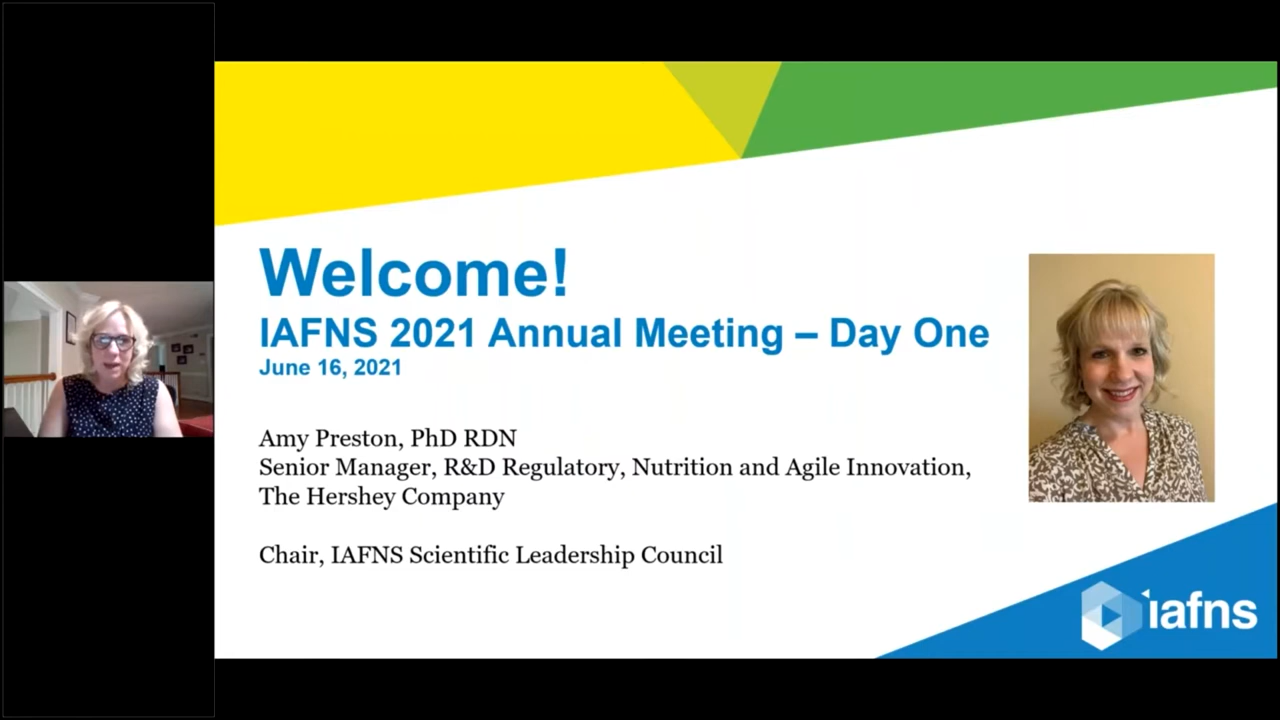 Welcome!
IAFNS 2021 Annual Meeting – Day One
June 16, 2021
Amy Preston, PhD RDN
Senior Manager, R&D Regulatory, Nutrition and Agile Innovation,
The Hershey Company
Chair, IAFNS Scientific Leadership Council
iafns